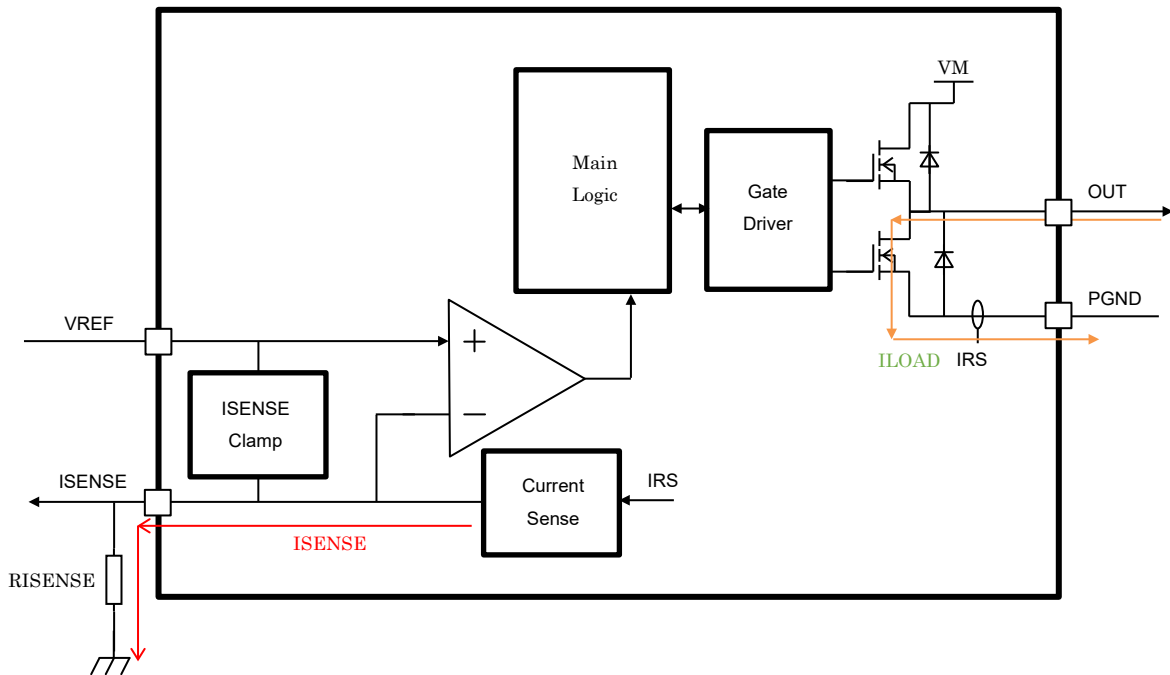 VM
Main
Logic
Gate
Driver
OUT
VREF
PGND
ILOAD
IRS
+
−
ISENSE
Clamp
ISENSE
Current
Sense
IRS
ISENSE
RISENSE